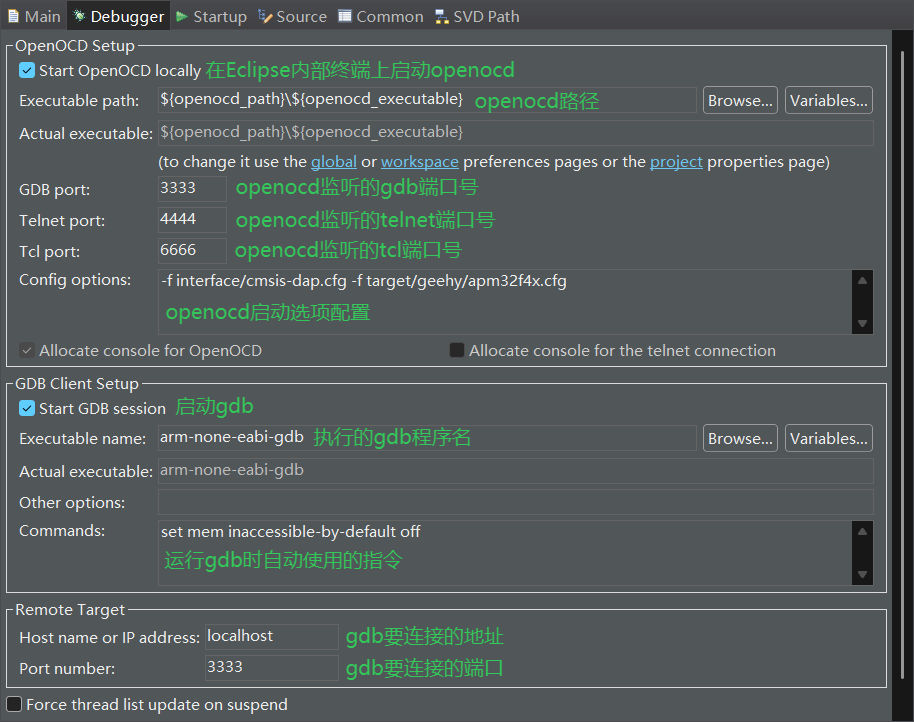 Main Debugger Startup Source Common SVD Path
OpenOCD Setup
Start OpenOCD locally 在Eclipse内部终端上启动openocd
Executable path: ${openocd_path}\${openocd_executable} openocd路径 Browse... Variables...
Actual executable: ${openocd_path}\${openocd_executable}
(to change it use the global or workspace preferences pages or the project properties page)
GDB port: 3333 openocd监听的gdb端口号
Telnet port: 4444 openocd监听的telnet端口号
Tcl port: 6666 openocd监听的tcl端口号
Config options: -f interface/cmsis-dap.cfg -f target/geehy/apm32f4x.cfg
openocd启动选项配置
Allocate console for OpenOCD Allocate console for the telnet connection
GDB Client Setup
Start GDB session 启动gdb
Executable name: arm-none-eabi-gdb 执行的gdb程序名 Browse... Variables...
Actual executable: arm-none-eabi-gdb
Other options:
Commands: set mem inaccessible-by-default off
运行gdb时自动使用的指令
Remote Target
Host name or IP address: localhost gdb要连接的地址
Port number: 3333 gdb要连接的端口
Force thread list update on suspend